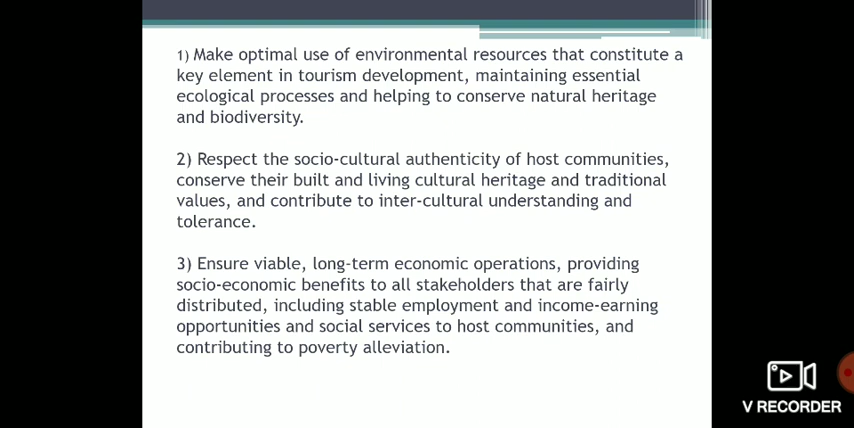 1) Make optimal use of environmental resources that constitute a
key element in tourism development, maintaining essential
ecological processes and helping to conserve natural heritage
and biodiversity.
2) Respect the socio-cultural authenticity of host communities,
conserve their built and living cultural heritage and traditional
values, and contribute to inter-cultural understanding and
tolerance.
3) Ensure viable, long-term economic operations, providing
socio-economic benefits to all stakeholders that are fairly
distributed, including stable employment and income-earning
opportunities and social services to host communities, and
contributing to poverty alleviation.
V RECORDER